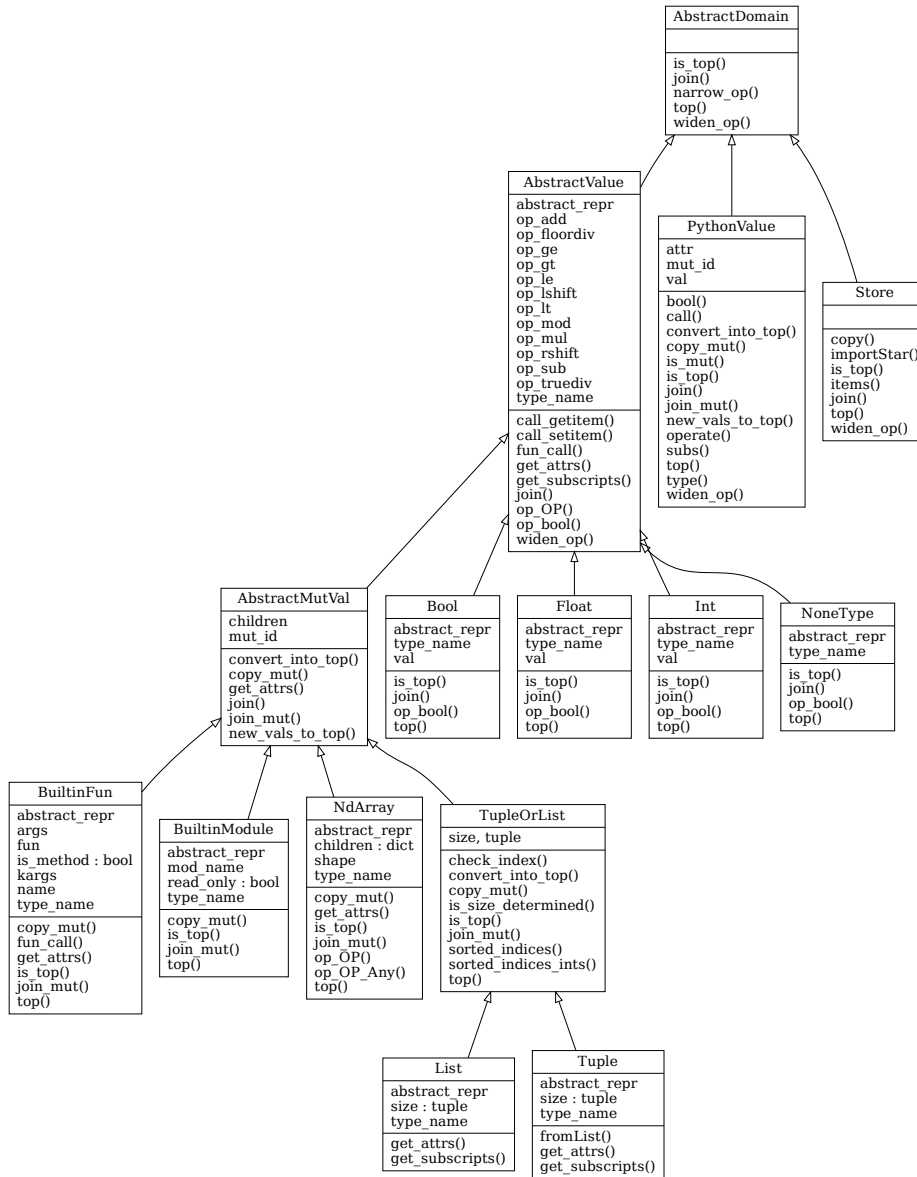 AbstractDomain
is_top()
join()
narrow_op()
top()
widen_op()
AbstractValue
abstract_repr
op_add
op_floordiv
op_ge
op_gt
op_le
op_lshift
op_lt
op_mod
op_mul
op_rshift
op_sub
op_truediv
type_name
call_getitem()
call_setitem()
fun_call()
get_attrs()
get_subscripts()
join()
op_OP()
op_bool()
widen_op()
PythonValue
attr
mut_id
val
bool()
call()
convert_into_top()
copy_mut()
is_mut()
is_top()
join()
join_mut()
new_vals_to_top()
operate()
subs()
top()
type()
widen_op()
Store
copy()
importStar()
is_top()
items()
join()
top()
widen_op()
AbstractMutVal
children
mut_id
convert_into_top()
copy_mut()
get_attrs()
join()
join_mut()
new_vals_to_top()
Bool
abstract_repr
type_name
val
is_top()
join()
op_bool()
top()
Float
abstract_repr
type_name
val
is_top()
join()
op_bool()
top()
Int
abstract_repr
type_name
val
is_top()
join()
op_bool()
top()
NoneType
abstract_repr
type_name
is_top()
join()
op_bool()
top()
BuiltinFun
abstract_repr
args
fun
is_method : bool
kargs
name
type_name
copy_mut()
fun_call()
get_attrs()
is_top()
join_mut()
top()
BuiltinModule
abstract_repr
mod_name
read_only : bool
type_name
copy_mut()
is_top()
join_mut()
top()
NdArray
abstract_repr
children : dict
shape
type_name
copy_mut()
get_attrs()
is_top()
join_mut()
op_OP()
op_OP_Any()
top()
TupleOrList
size, tuple
check_index()
convert_into_top()
copy_mut()
is_size_determined()
is_top()
join_mut()
sorted_indices()
sorted_indices_ints()
top()
List
abstract_repr
size : tuple
type_name
get_attrs()
get_subscripts()
Tuple
abstract_repr
size : tuple
type_name
fromList()
get_attrs()
get_subscripts()